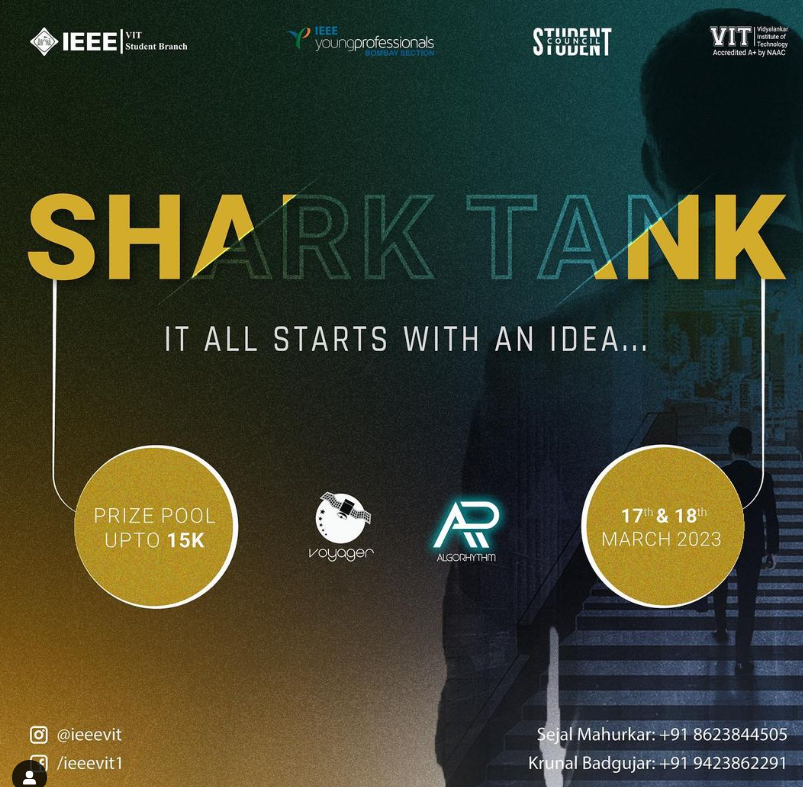 IEEE VIT
Student Branch
IEEE
youngprofessionals
BOMBAY SECTION
STUDENT
COUNCIL
VIT Vidyalankar
Institute of
Technology
Accredited A+ by NAAC
SHARK TANK
IT ALL STARTS WITH AN IDEA...
PRIZE POOL
UPTO 15K
voyager
AR
ALGORHYTHM
17th & 18th
MARCH 2023
@ieeevit
/ieeevit1
Sejal Mahurkar: +91 8623844505
Krunal Badgujar: +91 9423862291